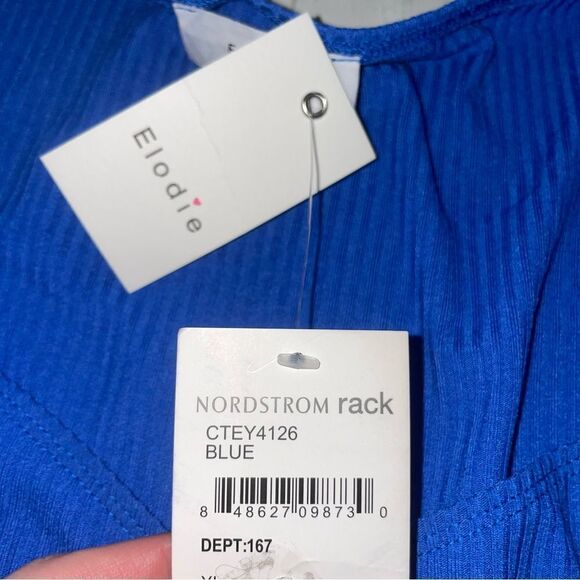 Elodie
NORDSTROM rack
CTEY4126
BLUE
8 48627 09873 0
DEPT:167